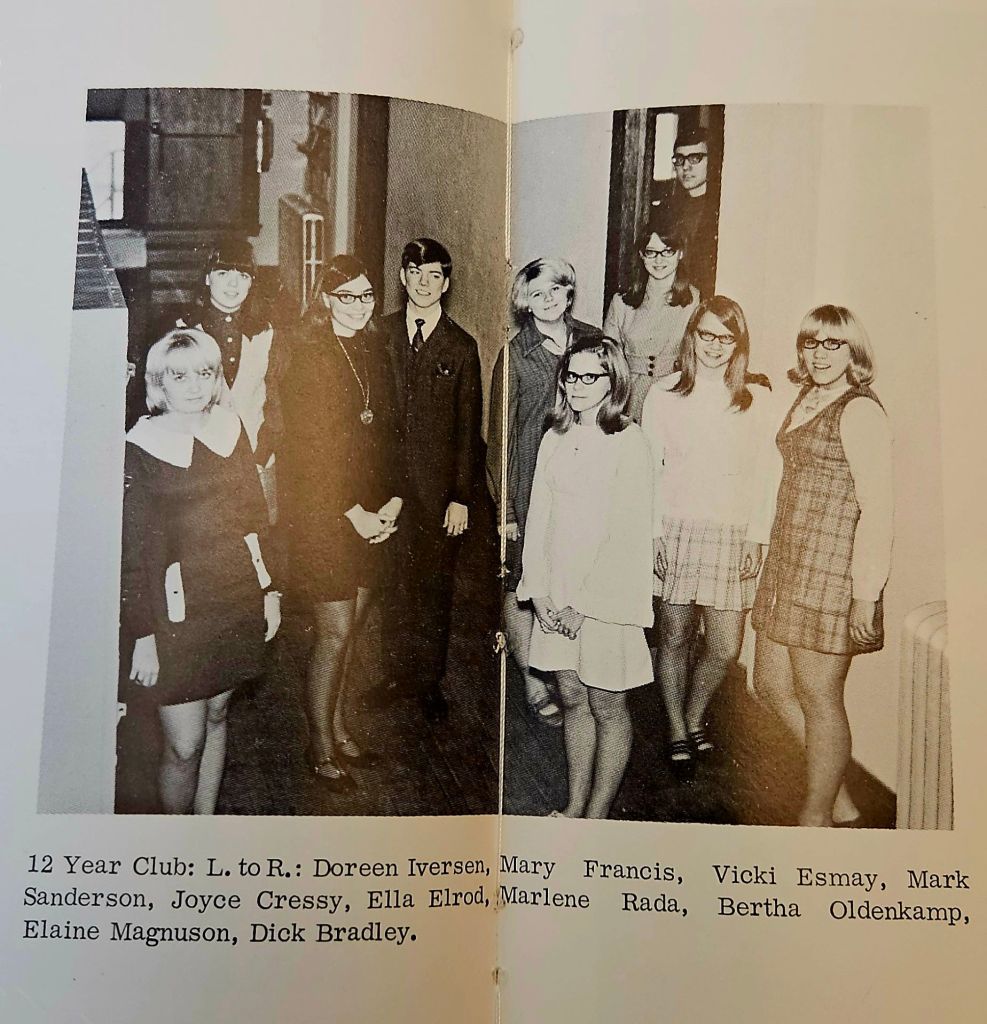 12 Year Club: L. to R.: Doreen Iversen, Mary Francis, Vicki Esmay, Mark
Sanderson, Joyce Cressy, Ella Elrod, Marlene Rada, Bertha Oldenkamp,
Elaine Magnuson, Dick Bradley.